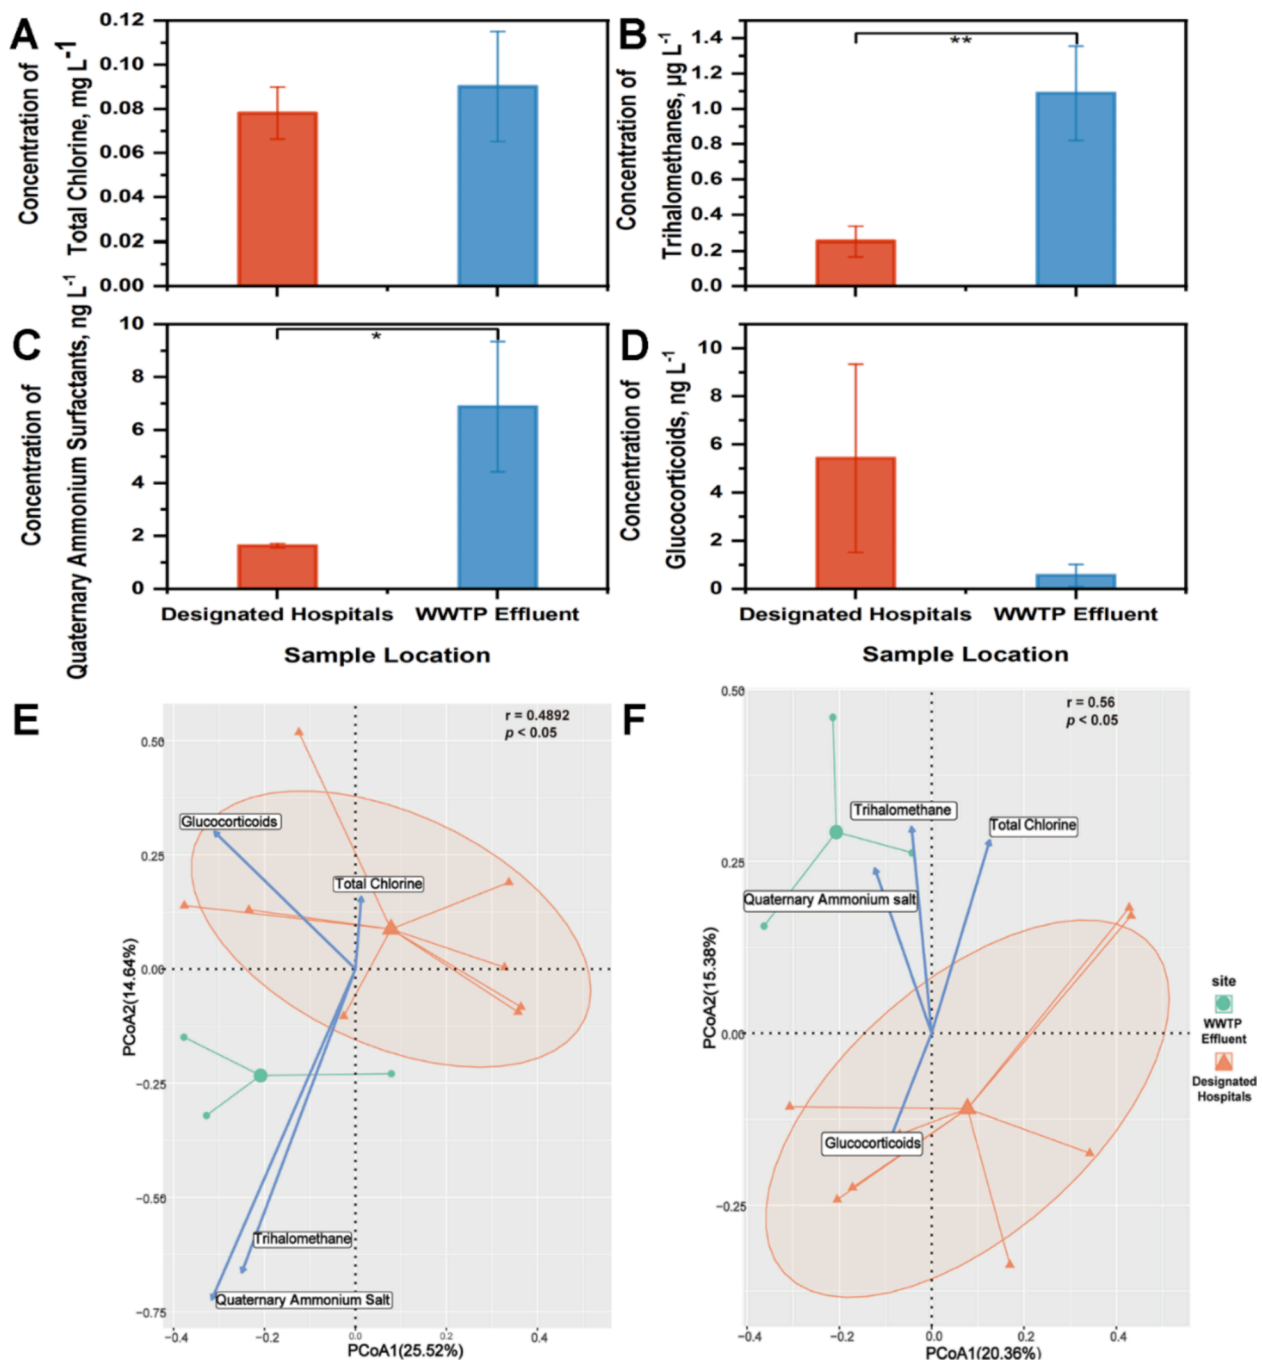 A
Concentration of
Total Chlorine, mg L-1
0.12
0.10
0.08
0.06
0.04
0.02
0.00
B
Concentration of
Trihalomethanes, µg L-1
1.4
1.2
1.0
0.8
0.6
0.4
0.2
0.0
**
C
Concentration of
Quaternary Ammonium Surfactants, ng L-1
10
8
6
4
2
0
*
Designated Hospitals WWTP Effluent
Sample Location
D
Concentration of
Glucocorticoids, ng L-1
10
8
6
4
2
0
Designated Hospitals WWTP Effluent
Sample Location
E
r = 0.4892
p < 0.05
0.50
0.25
0.00
−0.25
−0.50
−0.75
PCoA2(14.64%)
Glucocorticoids
Total Chlorine
Trihalomethane
Quaternary Ammonium Salt
−0.4 −0.2 0.0 0.2 0.4
PCoA1(25.52%)
F
r = 0.56
p < 0.05
0.50
0.25
0.00
−0.25
PCoA2(15.38%)
Trihalomethane
Total Chlorine
Quaternary Ammonium salt
Glucocorticoids
−0.4 −0.2 0.0 0.2 0.4
PCoA1(20.36%)
site
WWTP
Effluent
Designated
Hospitals